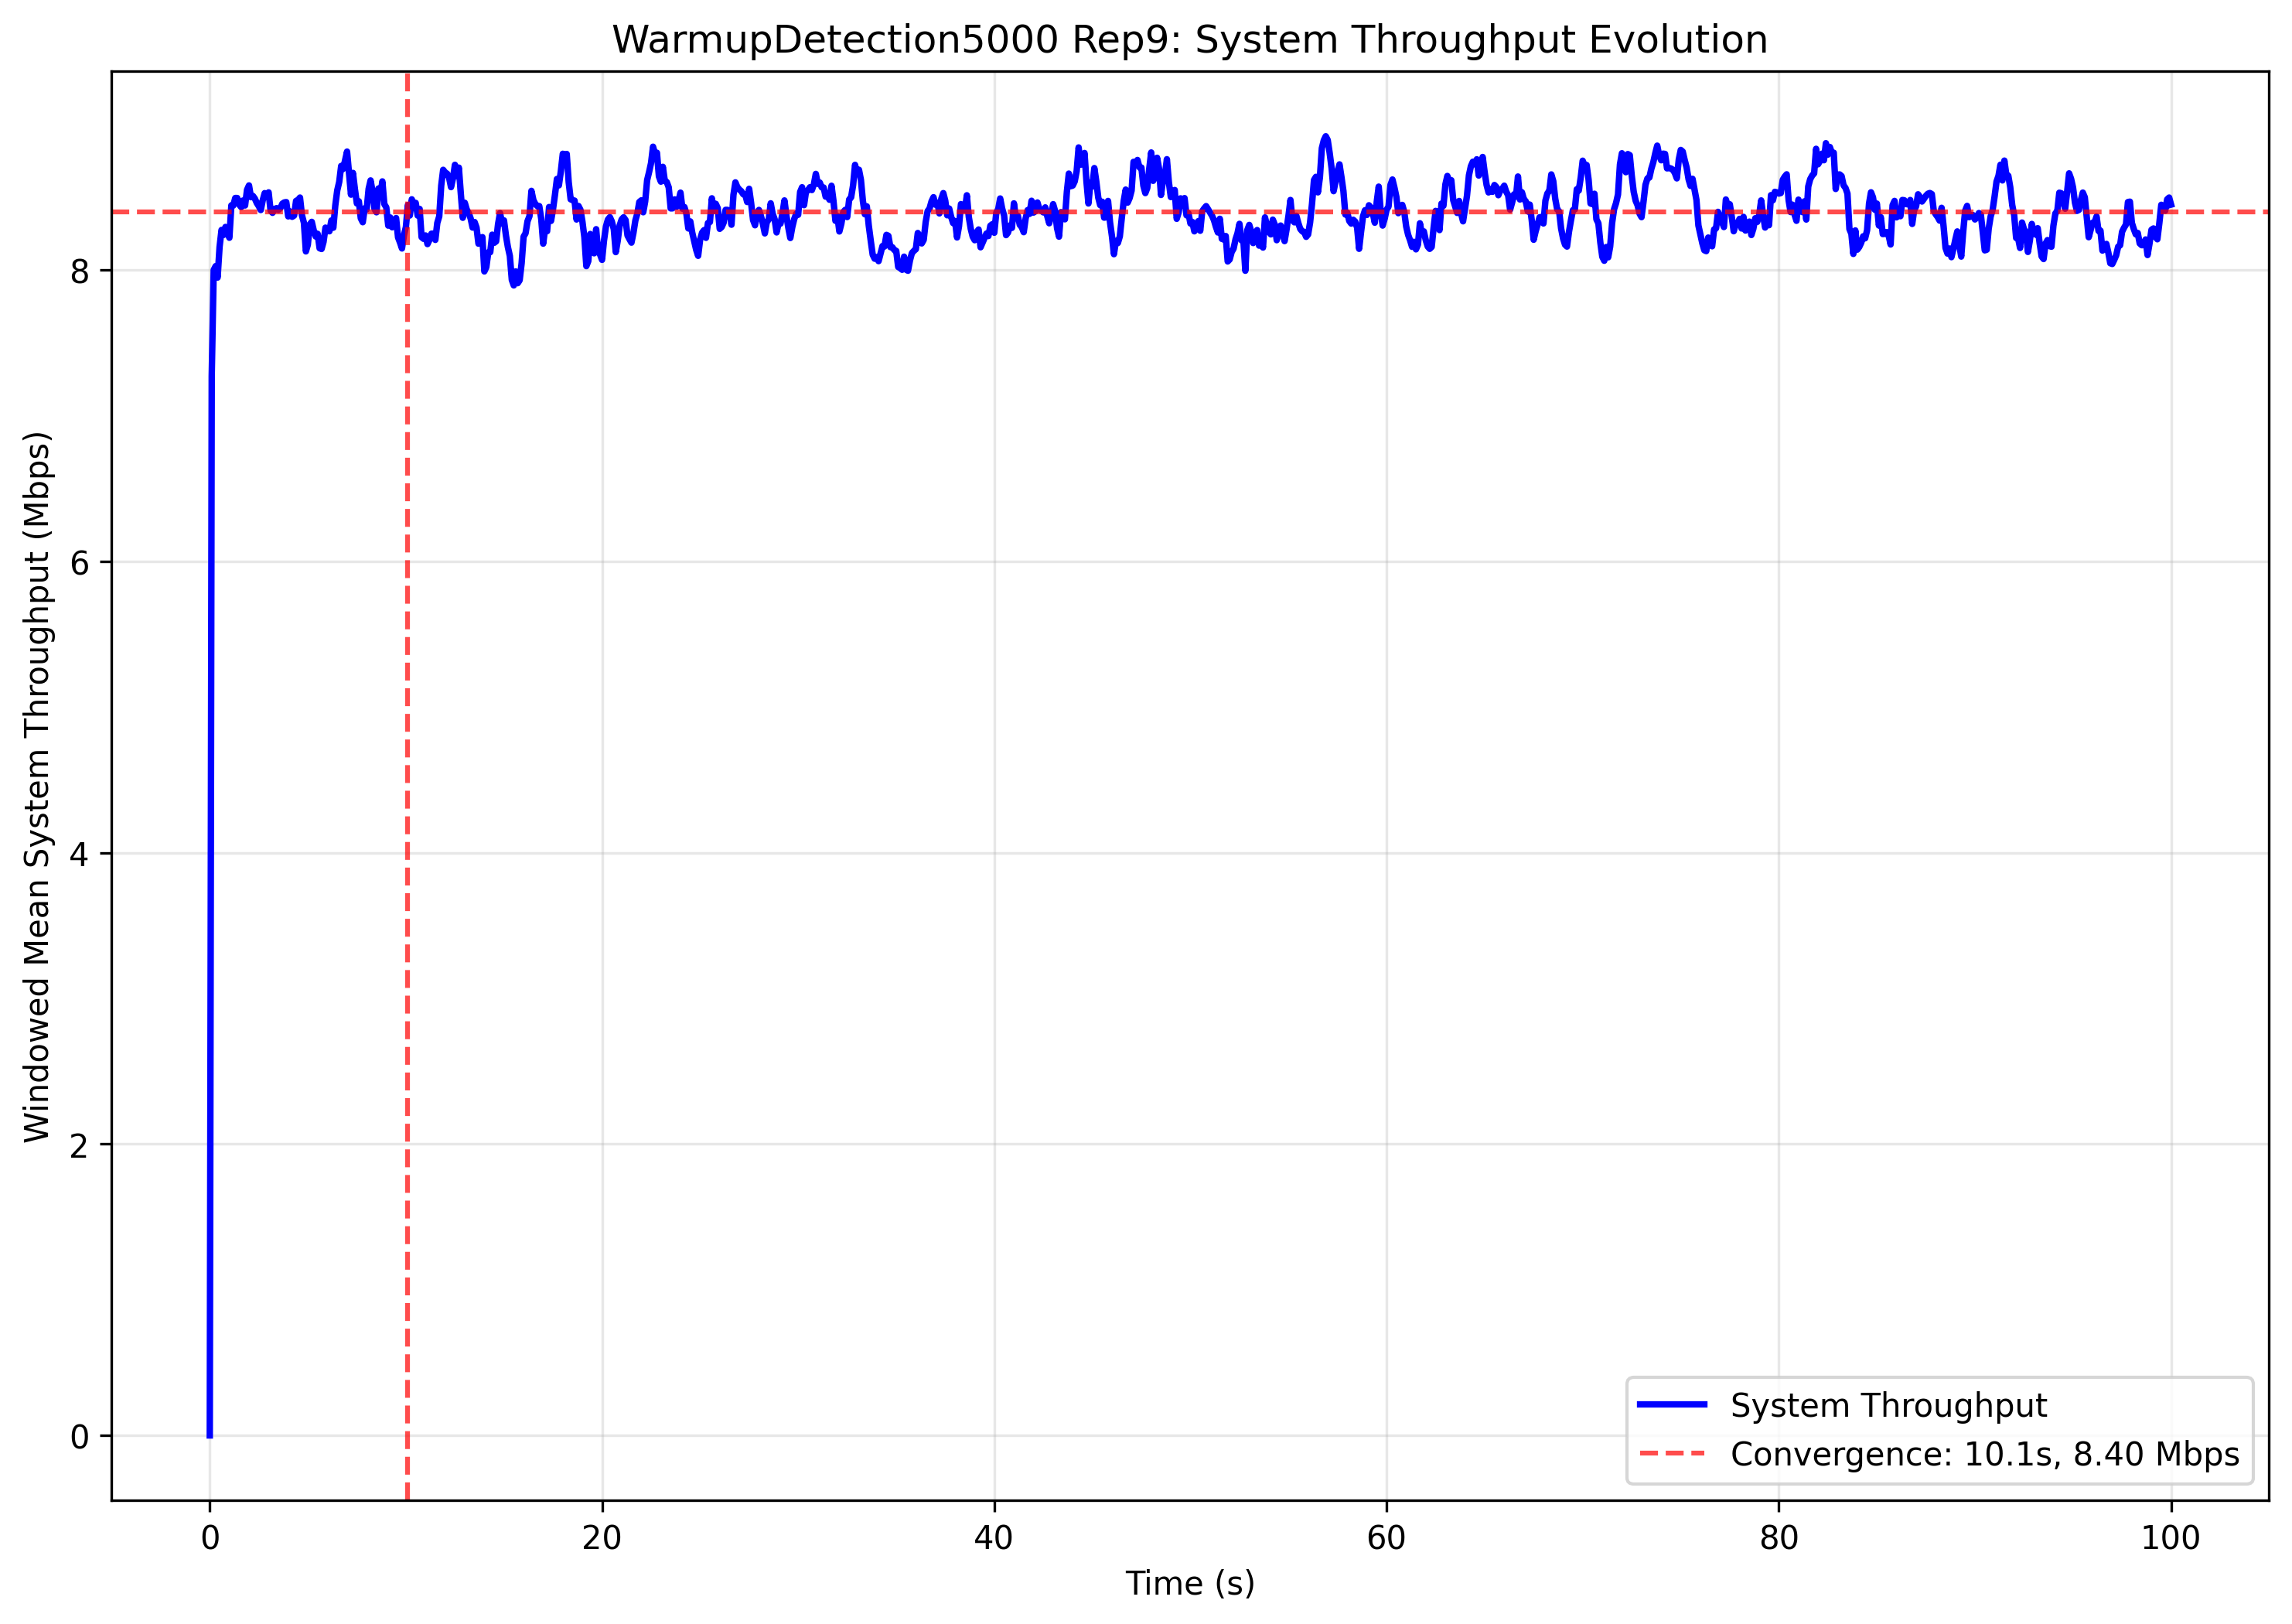 WarmupDetection5000 Rep9: System Throughput Evolution
Windowed Mean System Throughput (Mbps)
8
6
4
2
0
System Throughput
Convergence: 10.1s, 8.40 Mbps
0 20 40 60 80 100
Time (s)